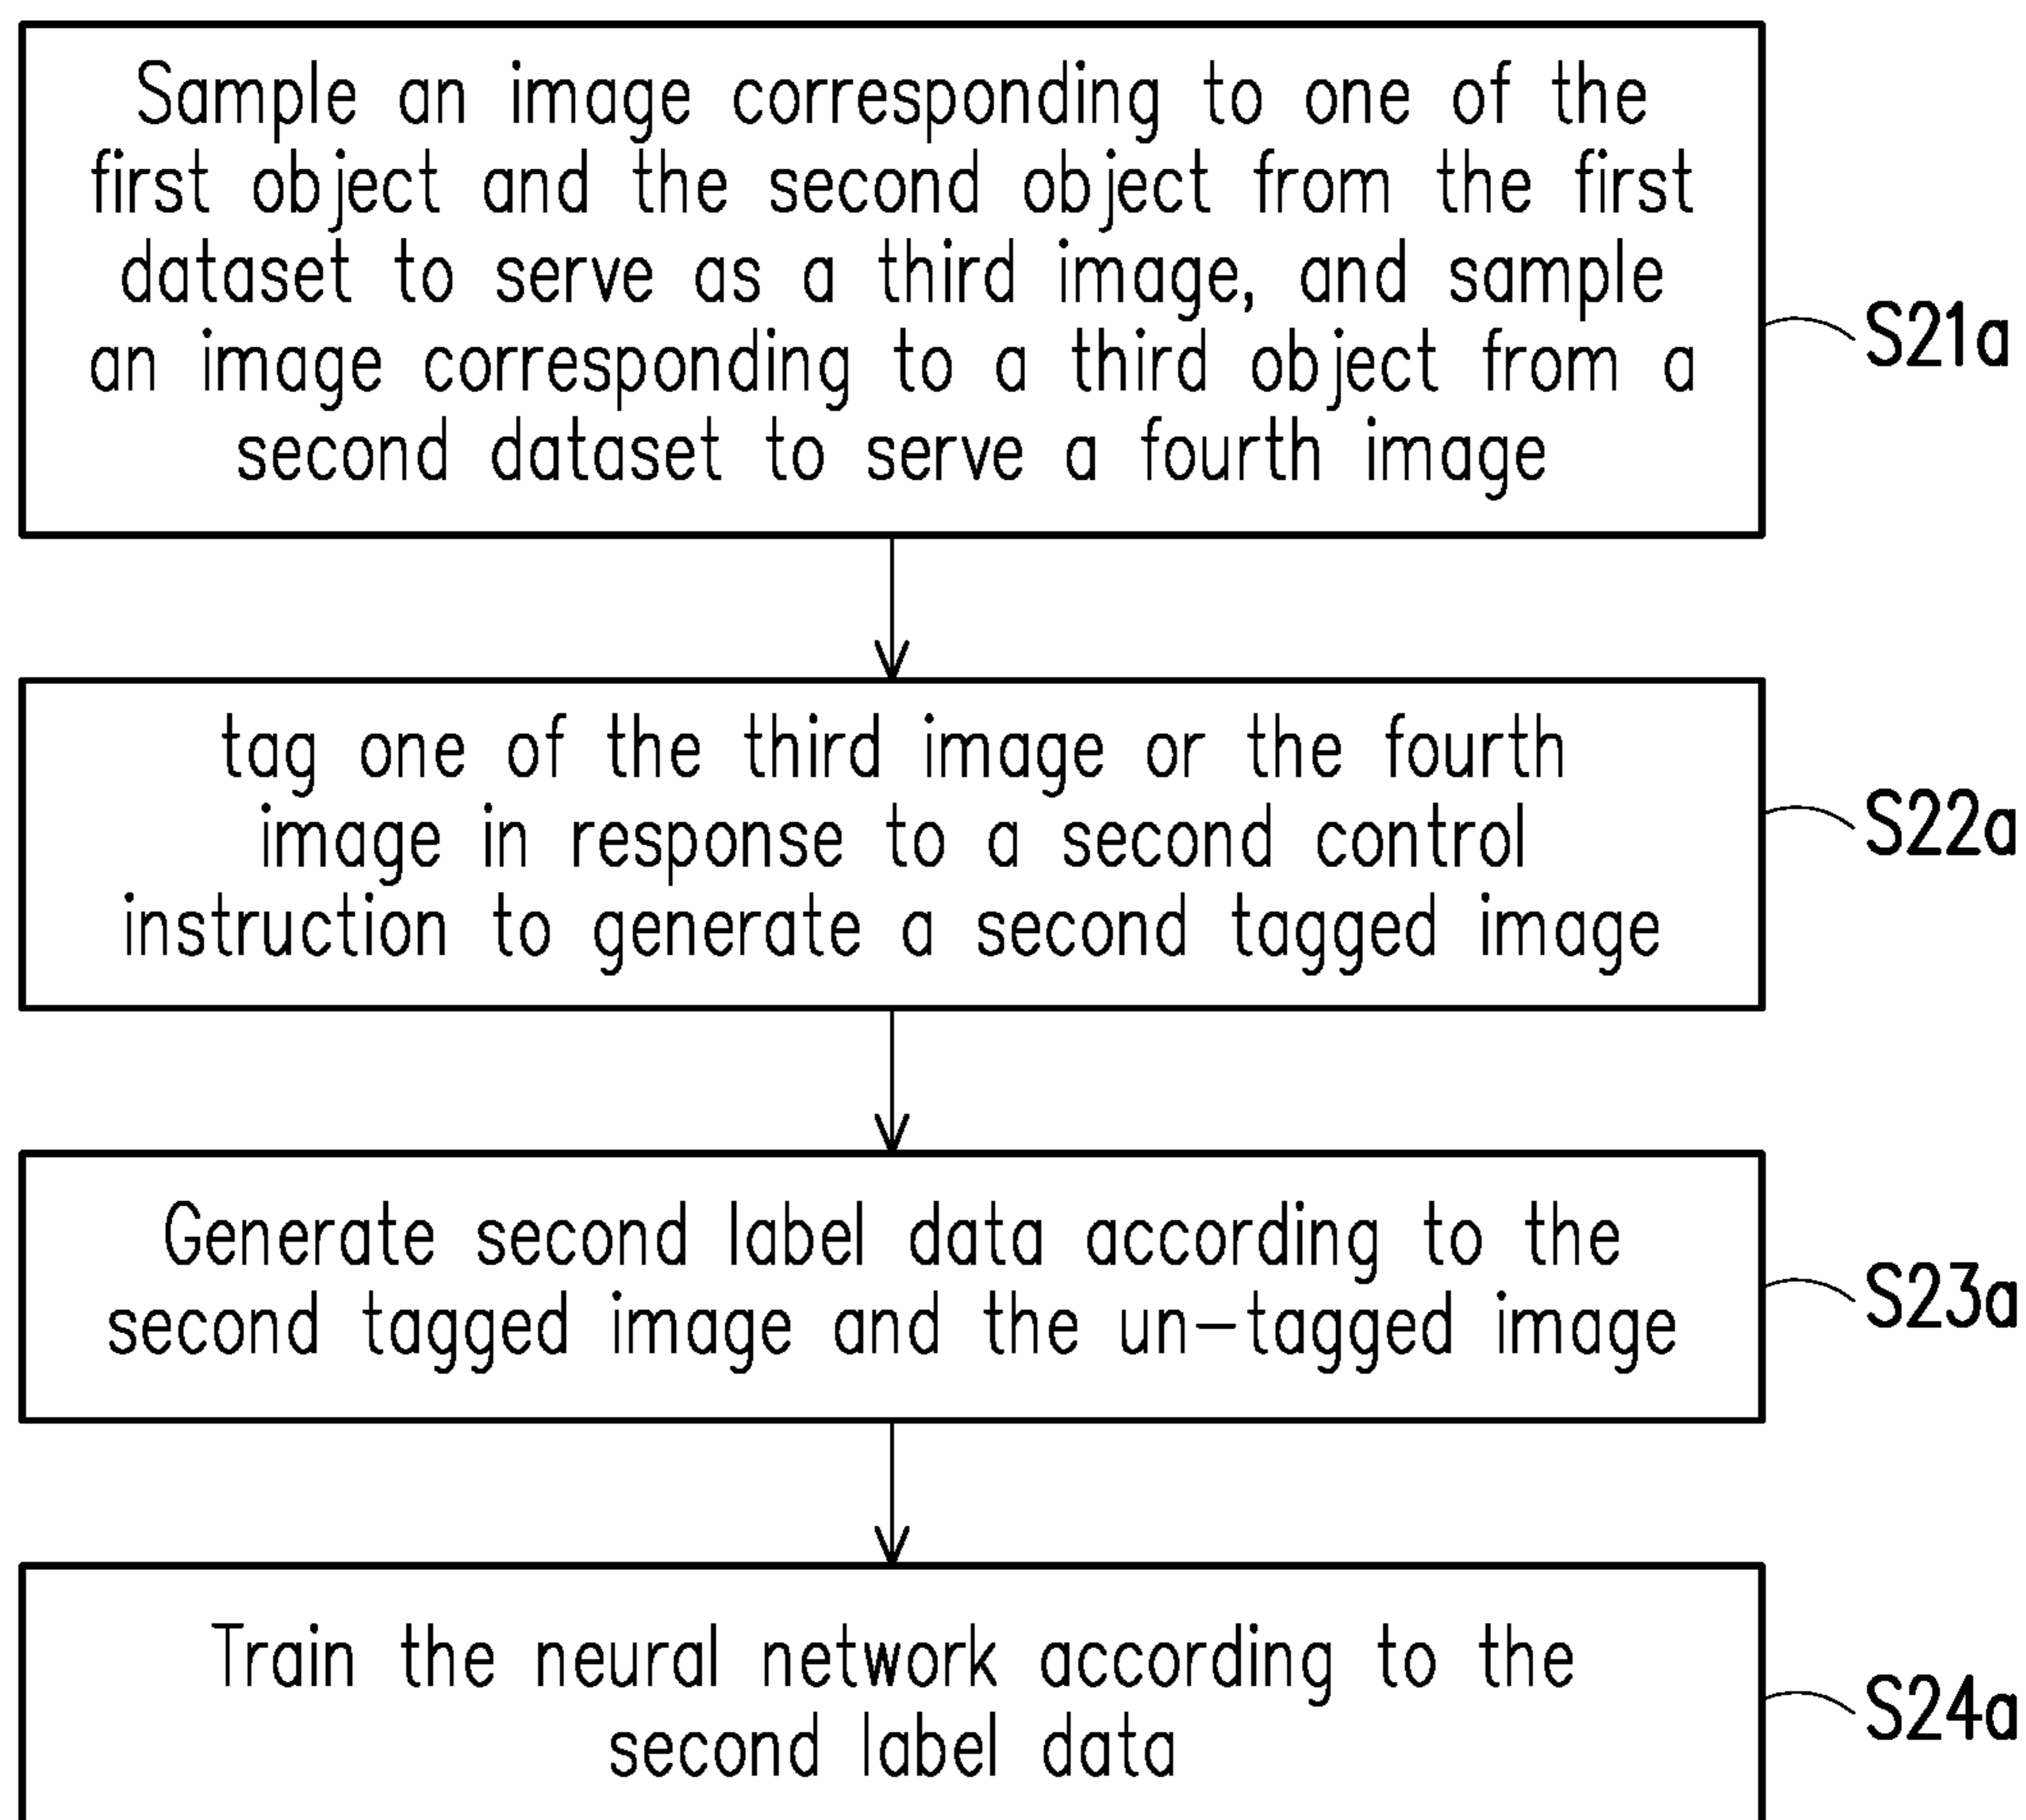 Sample an image corresponding to one of the
first object and the second object from the first
dataset to serve as a third image, and sample
an image corresponding to a third object from a
second dataset to serve a fourth image
S21a
tag one of the third image or the fourth
image in response to a second control
instruction to generate a second tagged image
S22a
Generate second label data according to the
second tagged image and the un-tagged image
S23a
Train the neural network according to the
second label data
S24a